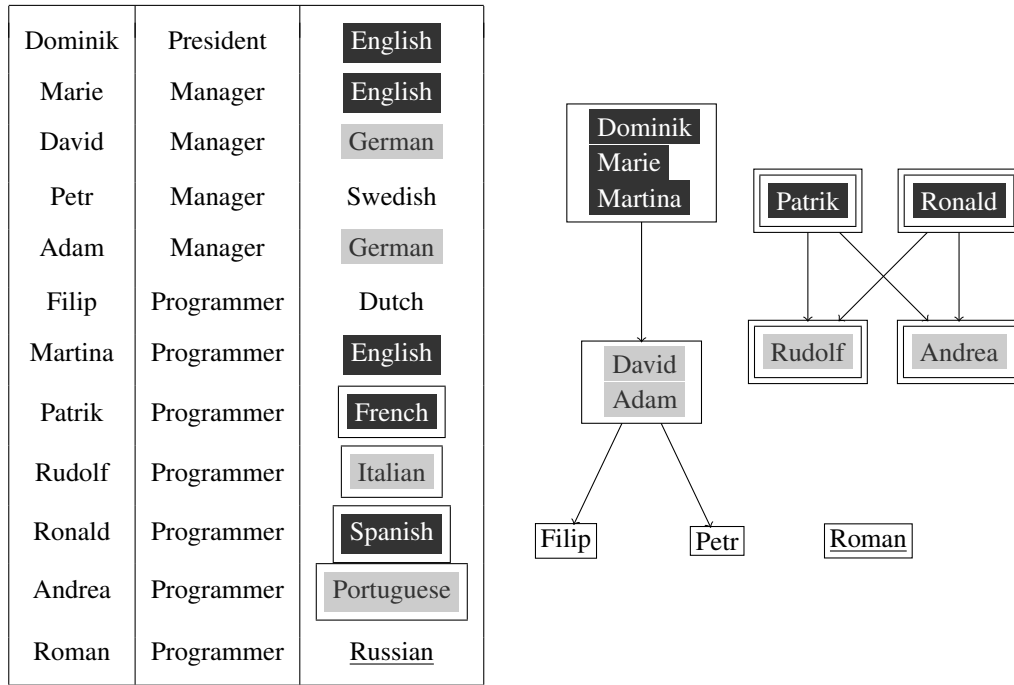 Dominik President English
Marie Manager English
David Manager German
Petr Manager Swedish
Adam Manager German
Filip Programmer Dutch
Martina Programmer English
Patrik Programmer French
Rudolf Programmer Italian
Ronald Programmer Spanish
Andrea Programmer Portuguese
Roman Programmer Russian
Dominik
Marie
Martina
Patrik
Ronald
David
Adam
Rudolf
Andrea
Filip
Petr
Roman